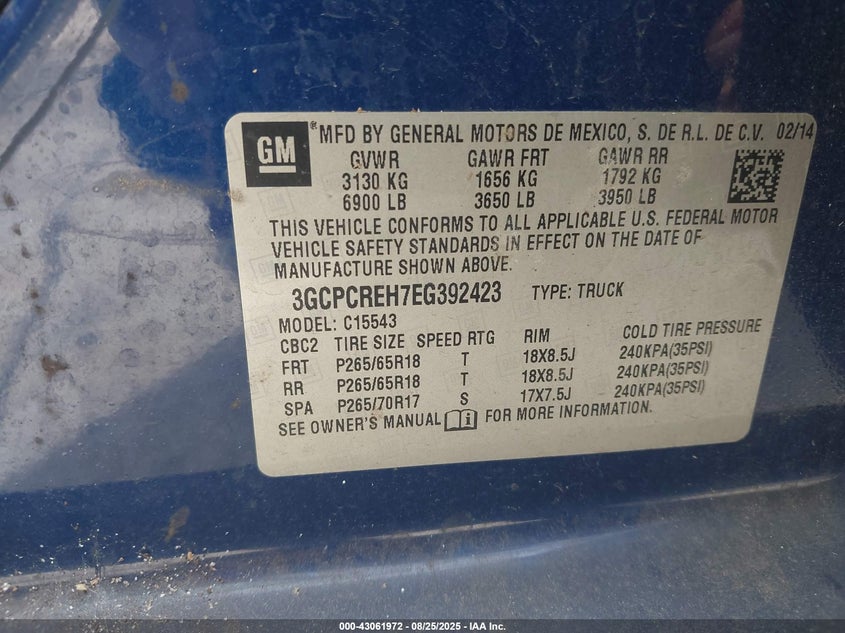 GM ® MFD BY GENERAL MOTORS DE MEXICO, S. DE R.L. DE C.V. 02/14
GVWR GAWR FRT GAWR RR
3130 KG 1656 KG 1792 KG
6900 LB 3650 LB 3950 LB
THIS VEHICLE CONFORMS TO ALL APPLICABLE U.S. FEDERAL MOTOR
VEHICLE SAFETY STANDARDS IN EFFECT ON THE DATE OF
MANUFACTURE SHOWN ABOVE.
3GCPCREH7EG392423 TYPE: TRUCK
MODEL: C15543
CBC2 TIRE SIZE SPEED RTG RIM COLD TIRE PRESSURE
FRT P265/65R18 T 18X8.5J 240KPA(35PSI)
RR P265/65R18 T 18X8.5J 240KPA(35PSI)
SPA P265/70R17 S 17X7.5J 240KPA(35PSI)
SEE OWNER'S MANUAL i FOR MORE INFORMATION.
000-43061972 - 08/25/2025 - IAA Inc.